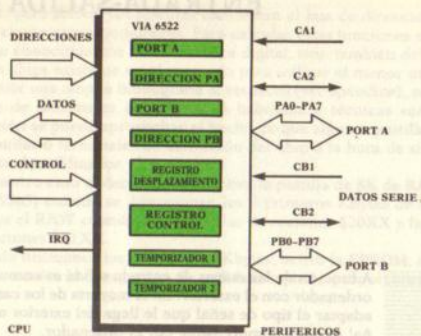 DIRECCIONES
DATOS
CONTROL
IRQ
CPU
VIA 6522
PORT A
DIRECCION PA
PORT B
DIRECCION PB
REGISTRO
DESPLAZAMIENTO
REGISTRO
CONTROL
TEMPORIZADOR 1
TEMPORIZADOR 2
CA1
CA2
PA0-PA7
PORT A
CB1
DATOS SERIE
CB2
PB0-PB7
PORT B
PERIFERICOS